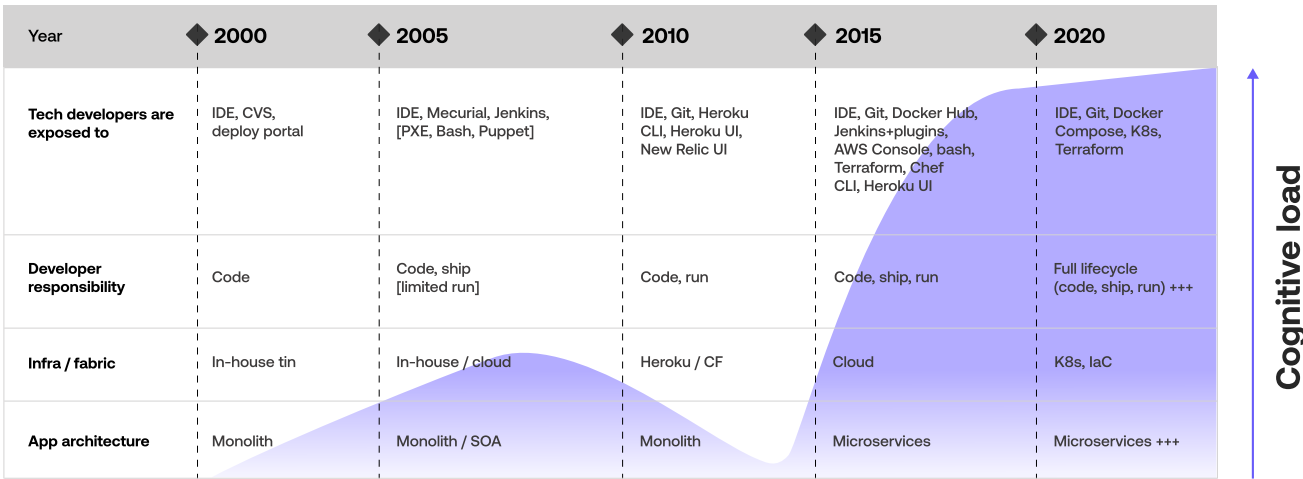 Year
2000
2005
2010
2015
2020
Tech developers are
exposed to
IDE, CVS,
deploy portal
IDE, Mecurial, Jenkins,
[PXE, Bash, Puppet]
IDE, Git, Heroku
CLI, Heroku UI,
New Relic UI
IDE, Git, Docker Hub,
Jenkins+plugins,
AWS Console, bash,
Terraform, Chef
CLI, Heroku UI
IDE, Git, Docker
Compose, K8s,
Terraform
Developer
responsibility
Code
Code, ship
[limited run]
Code, run
Code, ship, run
Full lifecycle
(code, ship, run) +++
Infra / fabric
In-house tin
In-house / cloud
Heroku / CF
Cloud
K8s, IaC
App architecture
Monolith
Monolith / SOA
Monolith
Microservices
Microservices +++
Cognitive load